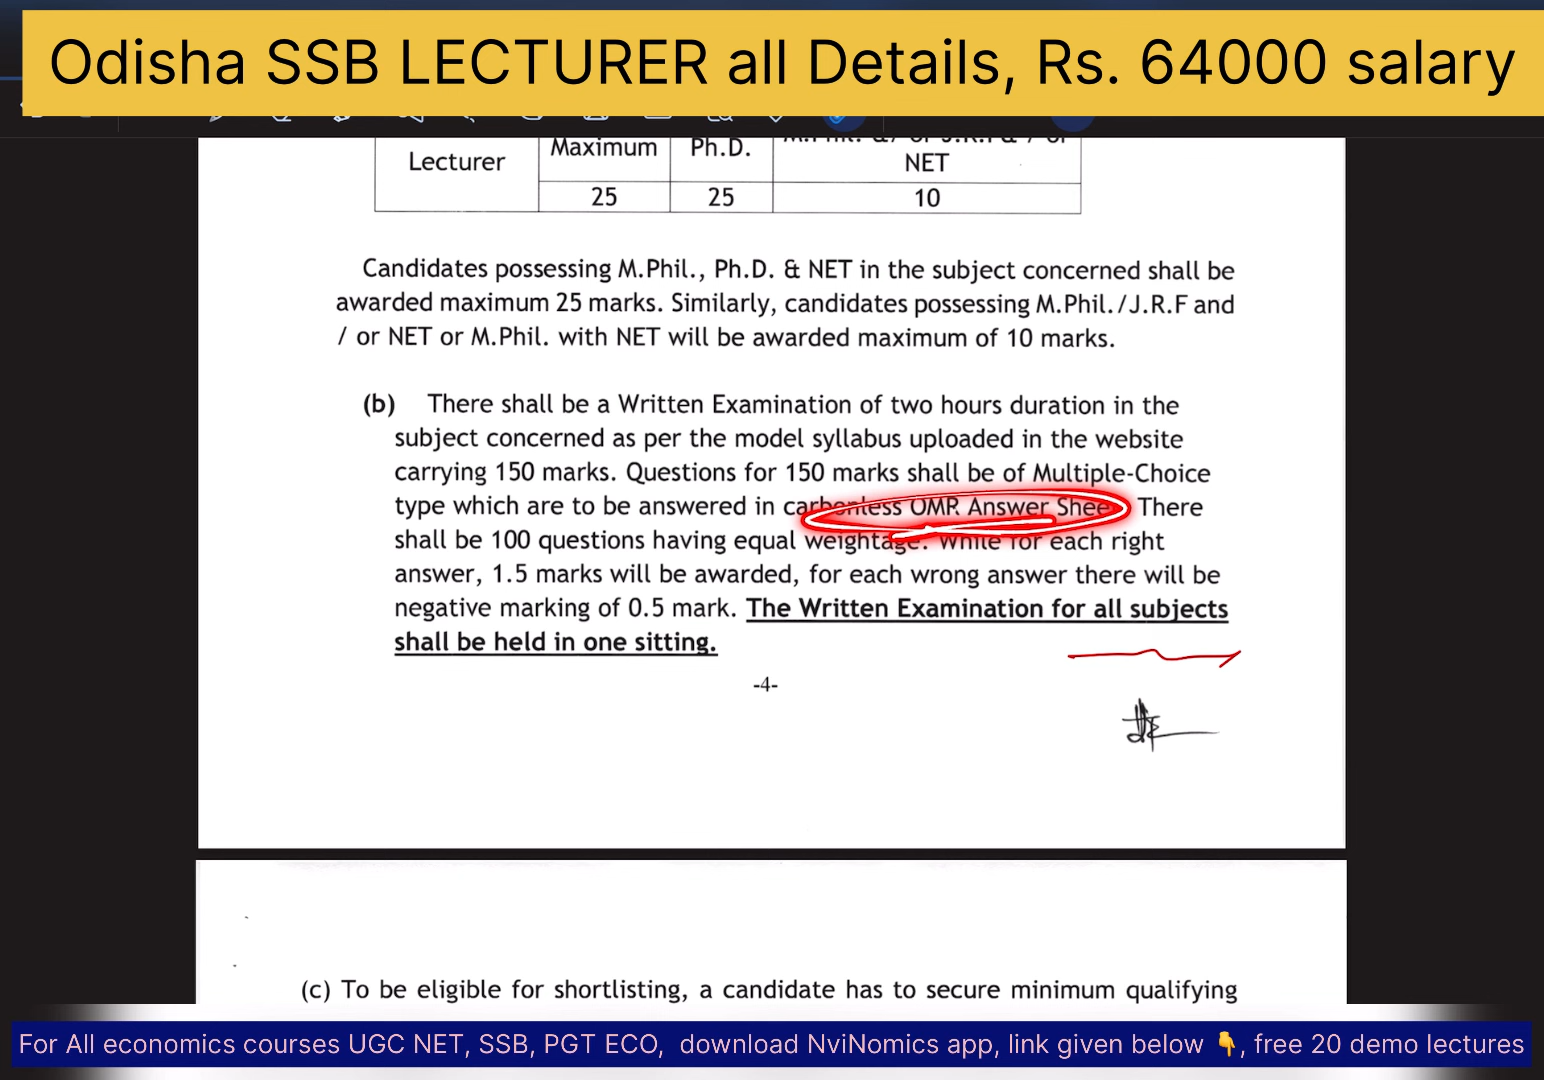 Odisha SSB LECTURER all Details, Rs. 64000 salary
Lecturer
Maximum
Ph.D.
NET
25
25
10
Candidates possessing M.Phil., Ph.D. & NET in the subject concerned shall be
awarded maximum 25 marks. Similarly, candidates possessing M.Phil./J.R.F and
/ or NET or M.Phil. with NET will be awarded maximum of 10 marks.
(b) There shall be a Written Examination of two hours duration in the
subject concerned as per the model syllabus uploaded in the website
carrying 150 marks. Questions for 150 marks shall be of Multiple-Choice
type which are to be answered in carbonless OMR Answer Shee There
shall be 100 questions having equal weightage. While for each right
answer, 1.5 marks will be awarded, for each wrong answer there will be
negative marking of 0.5 mark. The Written Examination for all subjects
shall be held in one sitting.
-4-
(c) To be eligible for shortlisting, a candidate has to secure minimum qualifying
For All economics courses UGC NET, SSB, PGT ECO, download NviNomics app, link given below 👇, free 20 demo lectures